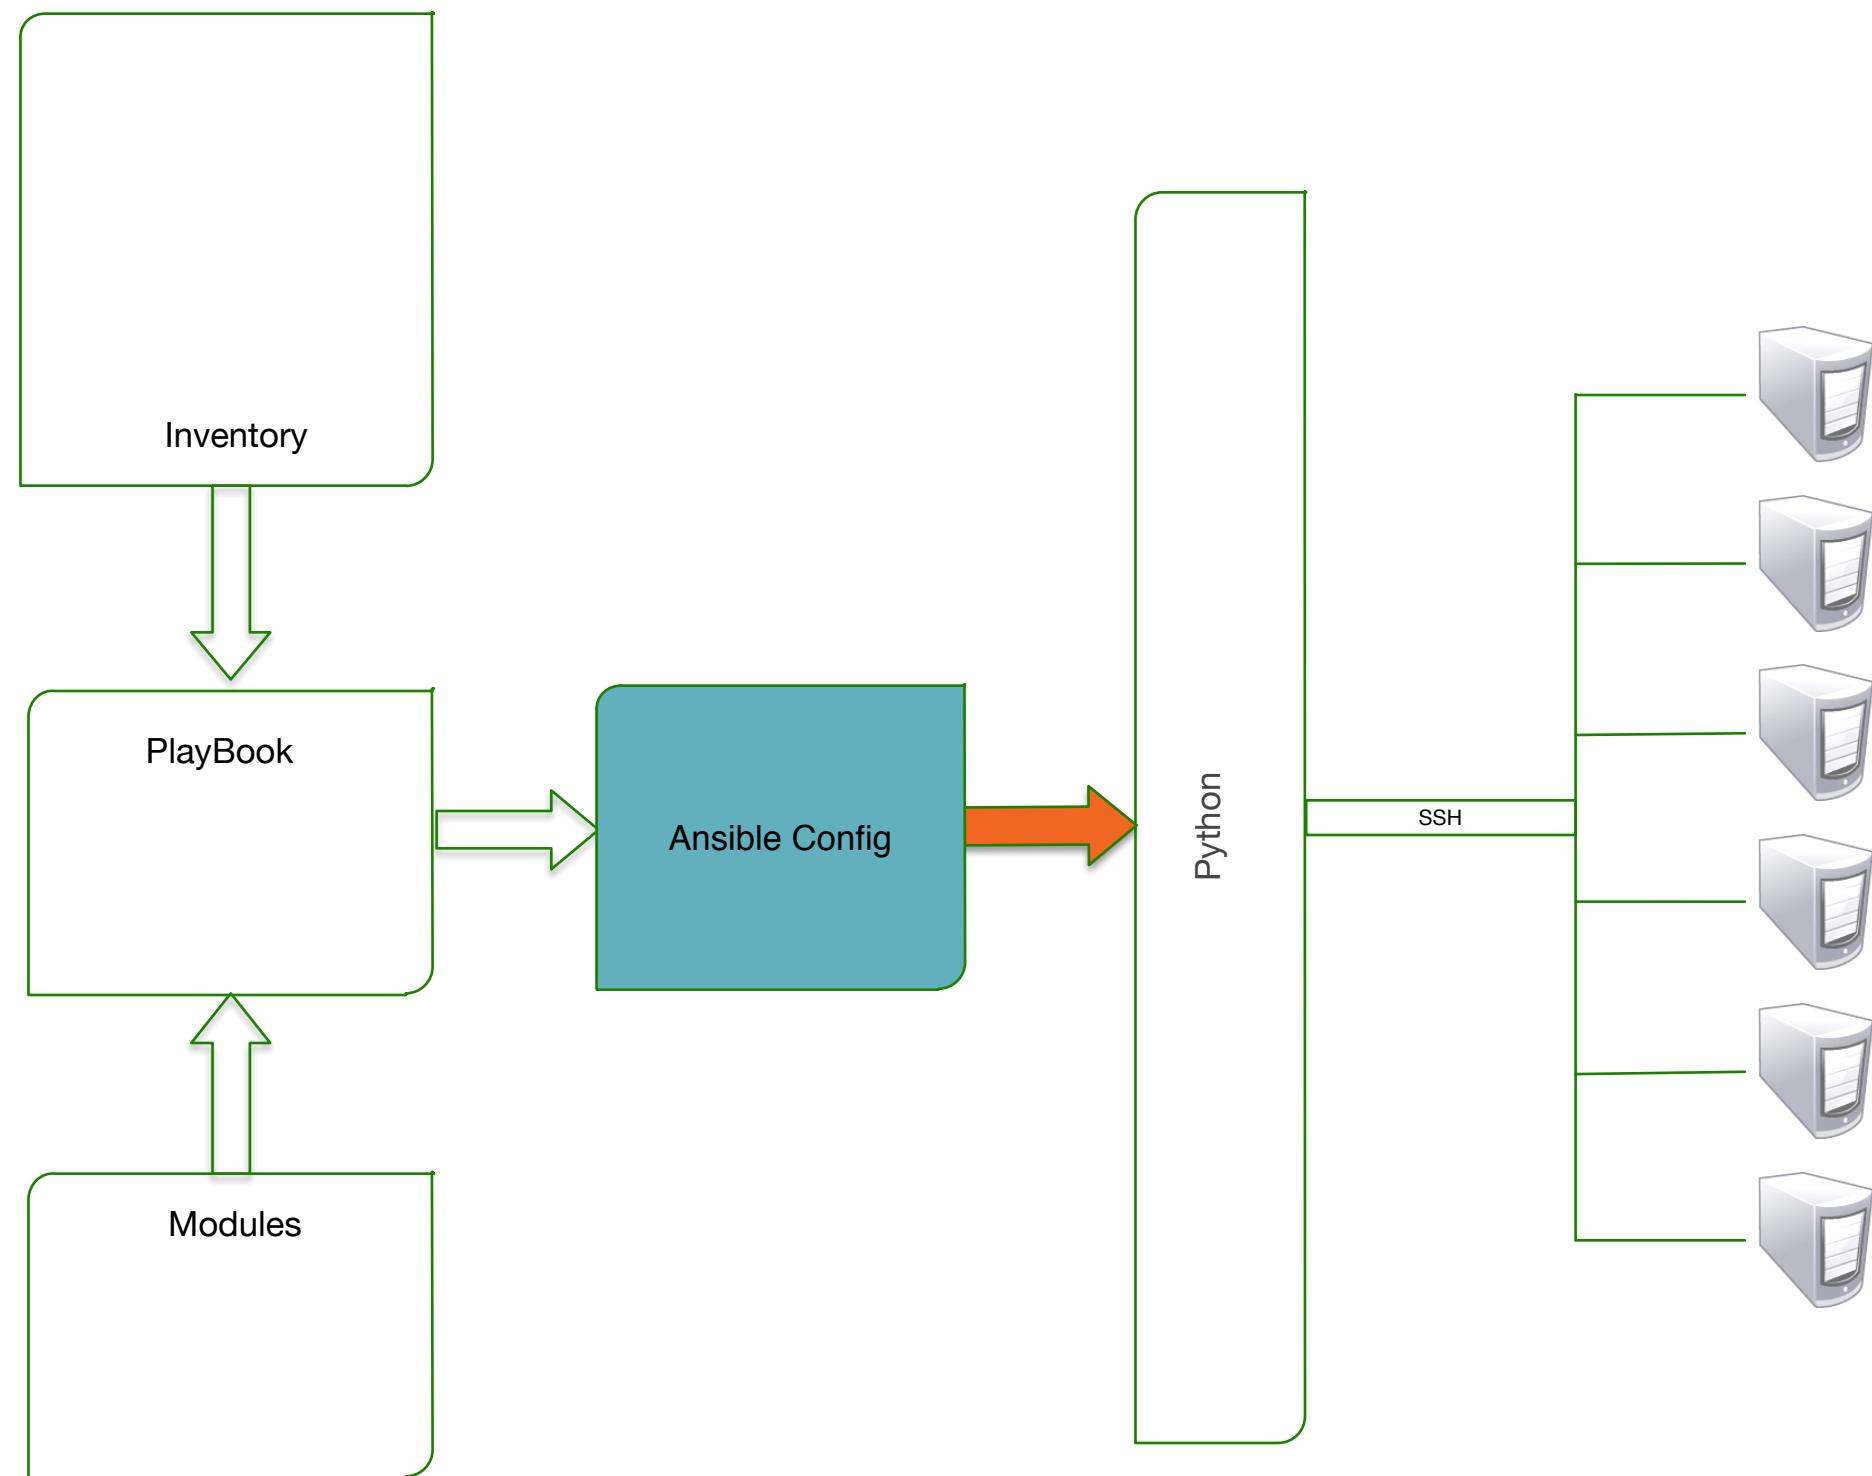 Inventory
PlayBook
Ansible Config
Python
SSH
Modules